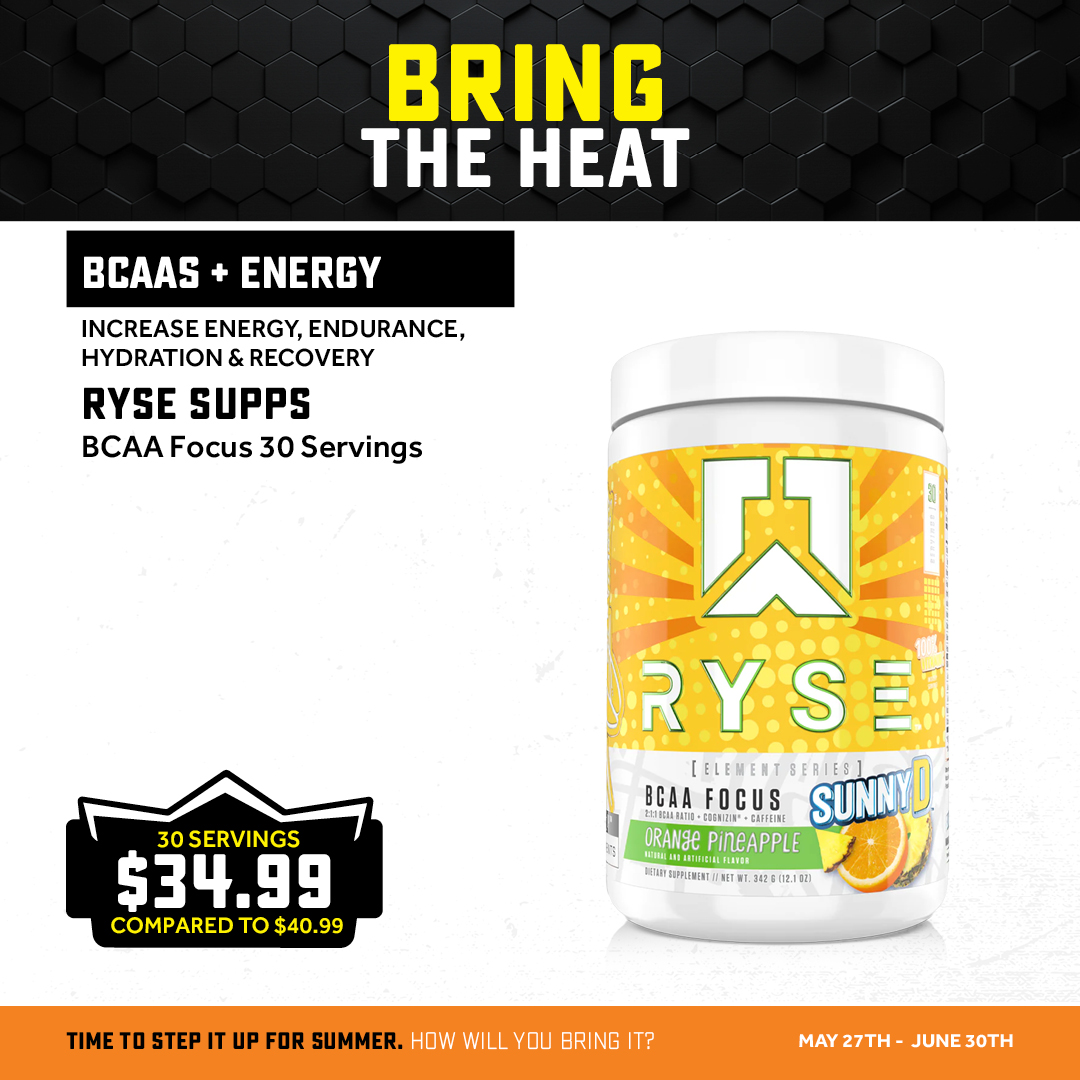 BRING
THE HEAT
BCAAS + ENERGY
INCREASE ENERGY, ENDURANCE,
HYDRATION & RECOVERY
RYSE SUPPS
BCAA Focus 30 Servings
RYSE
[ ELEMENT SERIES ]
BCAA FOCUS
2:1:1 BCAA RATIO + COGNIZIN® + CAFFEINE
SUNNYD
ORANGE PINEAPPLE
NATURAL AND ARTIFICIAL FLAVOR
DIETARY SUPPLEMENT // NET WT. 342 G (12.1 OZ)
30 SERVINGS
$34.99
COMPARED TO $40.99
TIME TO STEP IT UP FOR SUMMER. HOW WILL YOU BRING IT?
MAY 27TH - JUNE 30TH